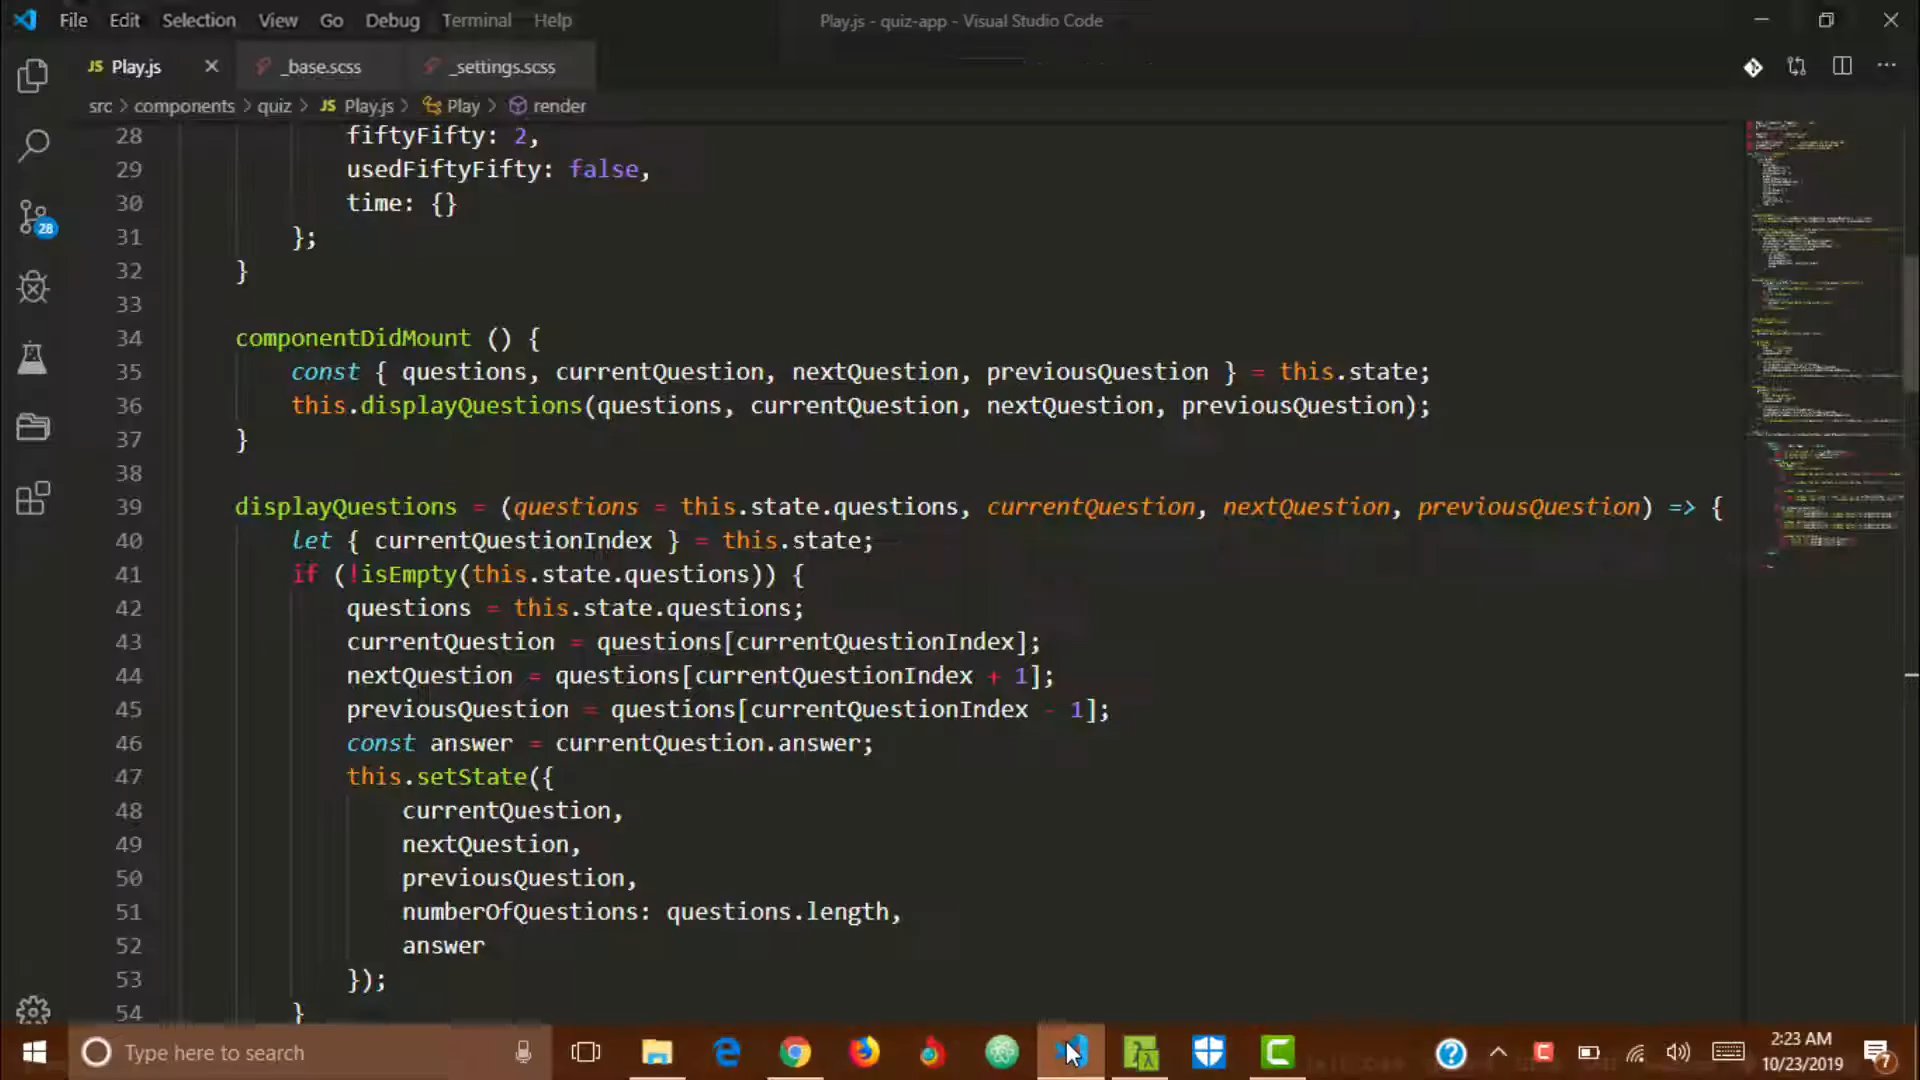 File Edit Selection View Go Debug Terminal Help
Play.js - quiz-app - Visual Studio Code
JS Play.js
_base.scss
_settings.scss
src > components > quiz > JS Play.js > Play > render
28 fiftyFifty: 2,
29 usedFiftyFifty: false,
30 time: {}
31 };
32 }
33
34 componentDidMount () {
35 const { questions, currentQuestion, nextQuestion, previousQuestion } = this.state;
36 this.displayQuestions(questions, currentQuestion, nextQuestion, previousQuestion);
37 }
38
39 displayQuestions = (questions = this.state.questions, currentQuestion, nextQuestion, previousQuestion) => {
40 let { currentQuestionIndex } = this.state;
41 if (!isEmpty(this.state.questions)) {
42 questions = this.state.questions;
43 currentQuestion = questions[currentQuestionIndex];
44 nextQuestion = questions[currentQuestionIndex + 1];
45 previousQuestion = questions[currentQuestionIndex - 1];
46 const answer = currentQuestion.answer;
47 this.setState({
48 currentQuestion,
49 nextQuestion,
50 previousQuestion,
51 numberOfQuestions: questions.length,
52 answer
53 });
54 }
28
Type here to search
2:23 AM
10/23/2019
7